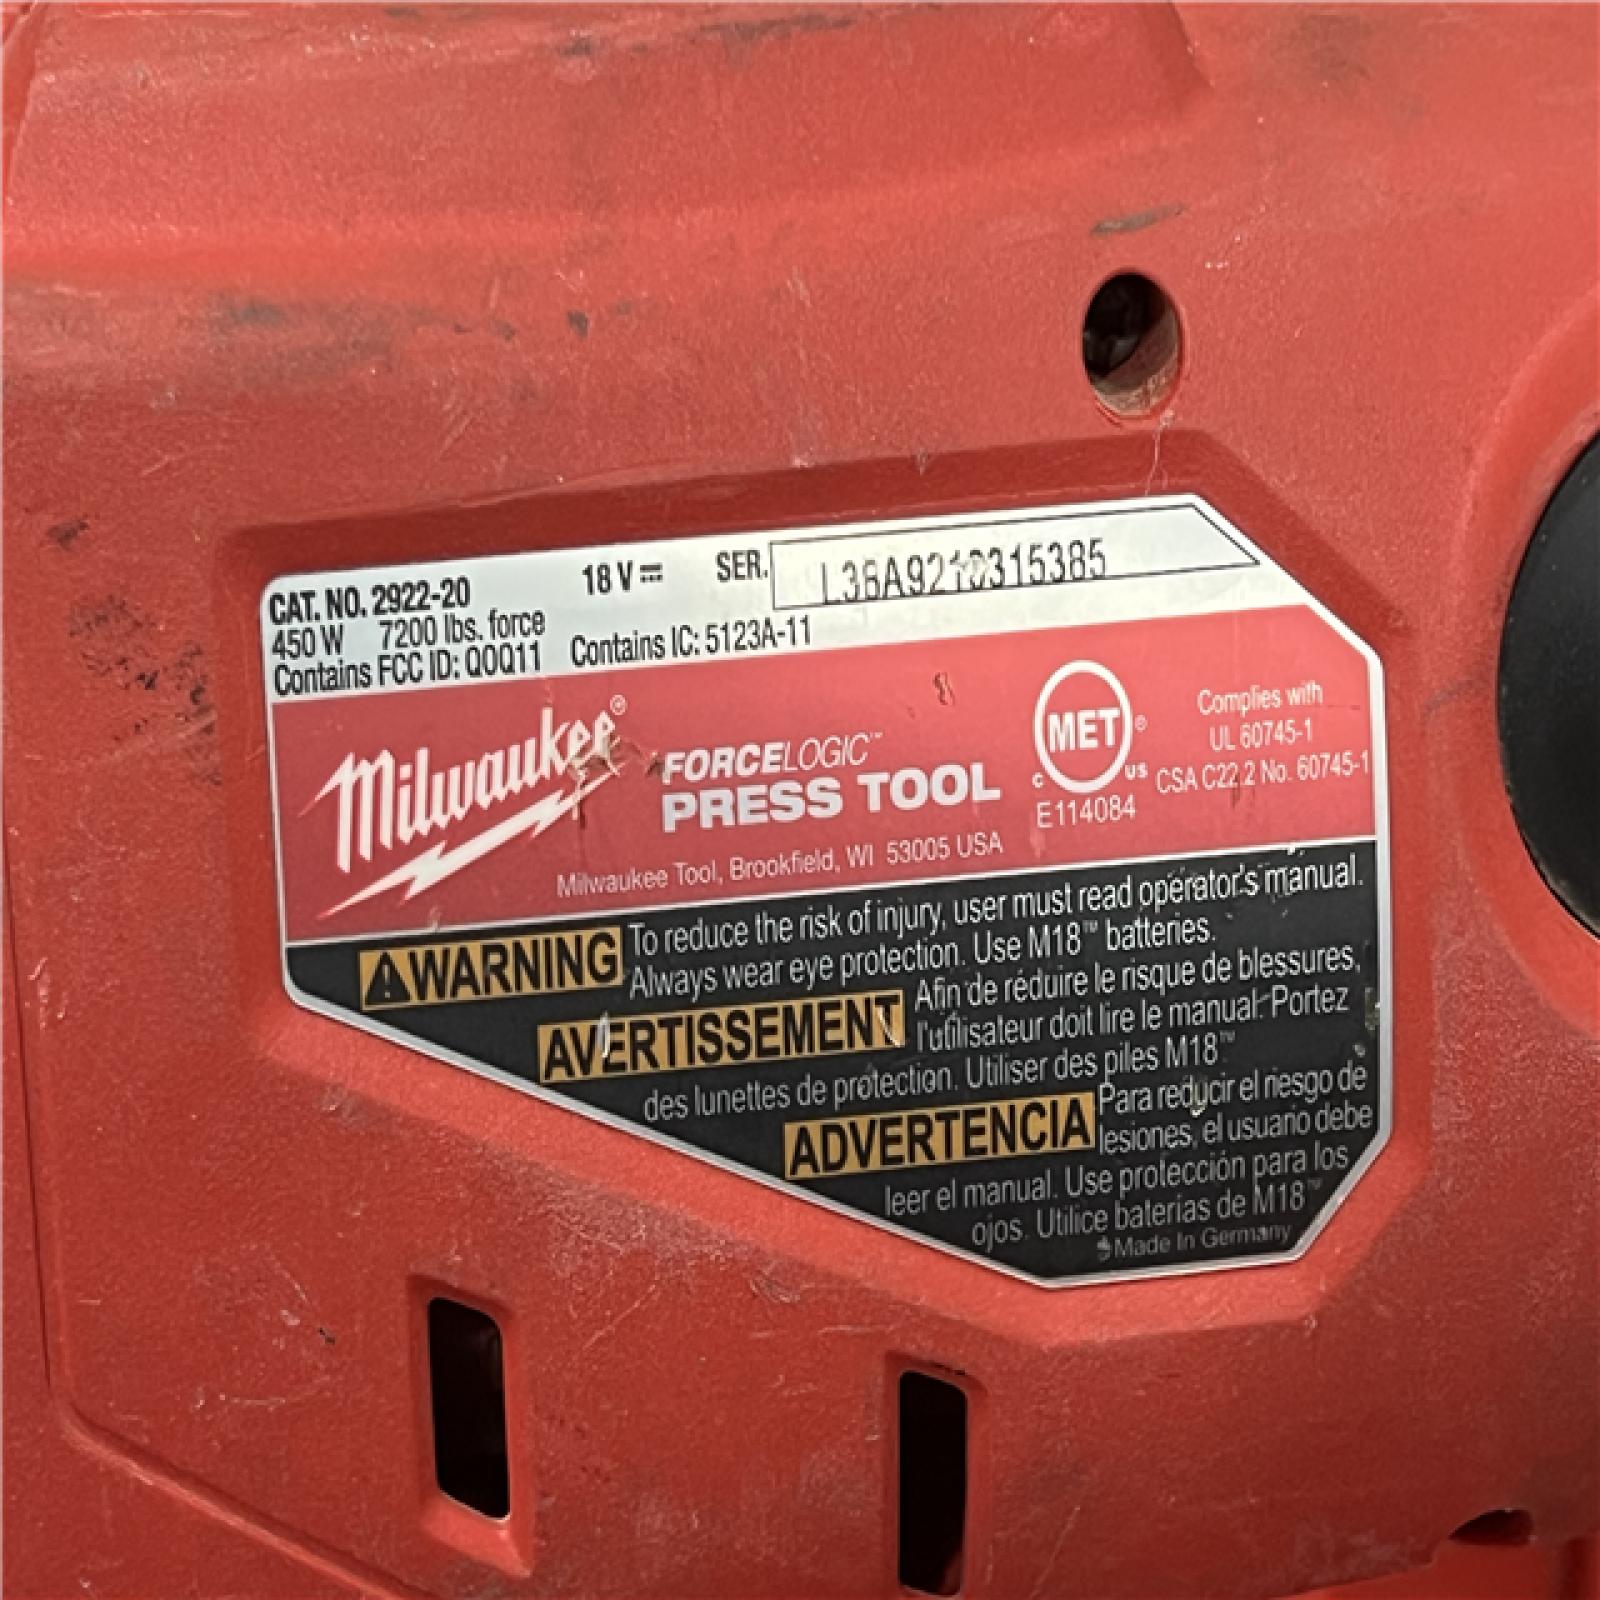 CAT. NO. 2922-20 18 V SER.
450 W 7200 lbs. force
Contains FCC ID: Q0Q11 Contains IC: 5123A-11
Milwaukee®
FORCELOGIC™
PRESS TOOL
Milwaukee Tool, Brookfield, WI 53005 USA
MET®
C US
E114084
Complies with
UL 60745-1
CSA C22.2 No. 60745-1
WARNING To reduce the risk of injury, user must read operator's manual.
Always wear eye protection. Use M18™ batteries.
AVERTISSEMENT Afin de réduire le risque de blessures,
l'utilisateur doit lire le manual. Portez
des lunettes de protection. Utiliser des piles M18™
ADVERTENCIA Para reducir el riesgo de
lesiones, el usuario debe
leer el manual. Use protección para los
ojos. Utilice baterias de M18™
Made In Germany